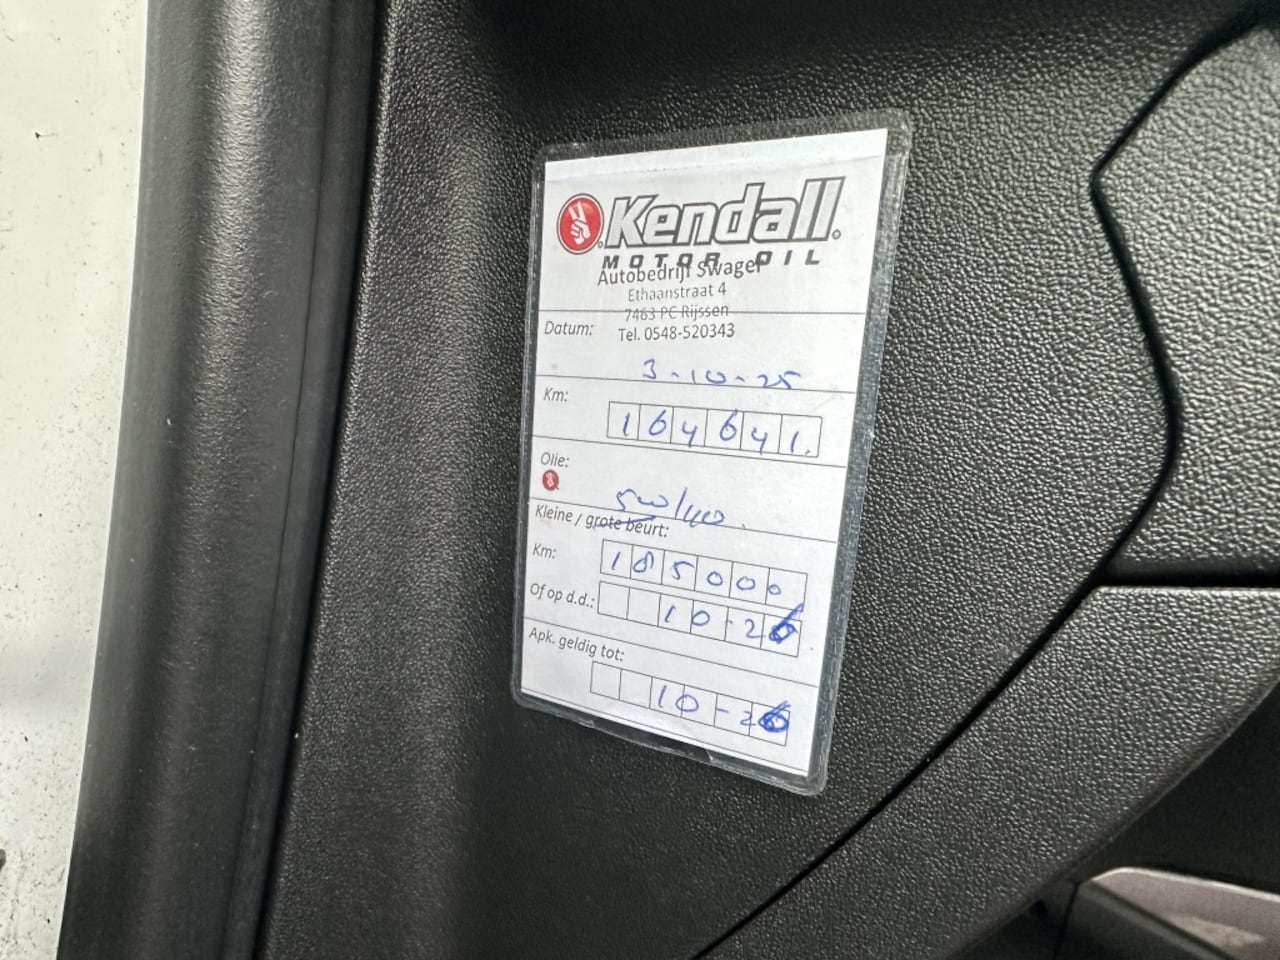 Kendall®
MOTOR OIL
Autobedrijf Swager
Ethaanstraat 4
7463 PC Rijssen
Datum: Tel. 0548-520343
3-10-25
Km:
164641.
Olie:
5w/40.
Kleine / grote beurt:
Km: 185000
Of op d.d.: 10-26
Apk. geldig tot:
10-26